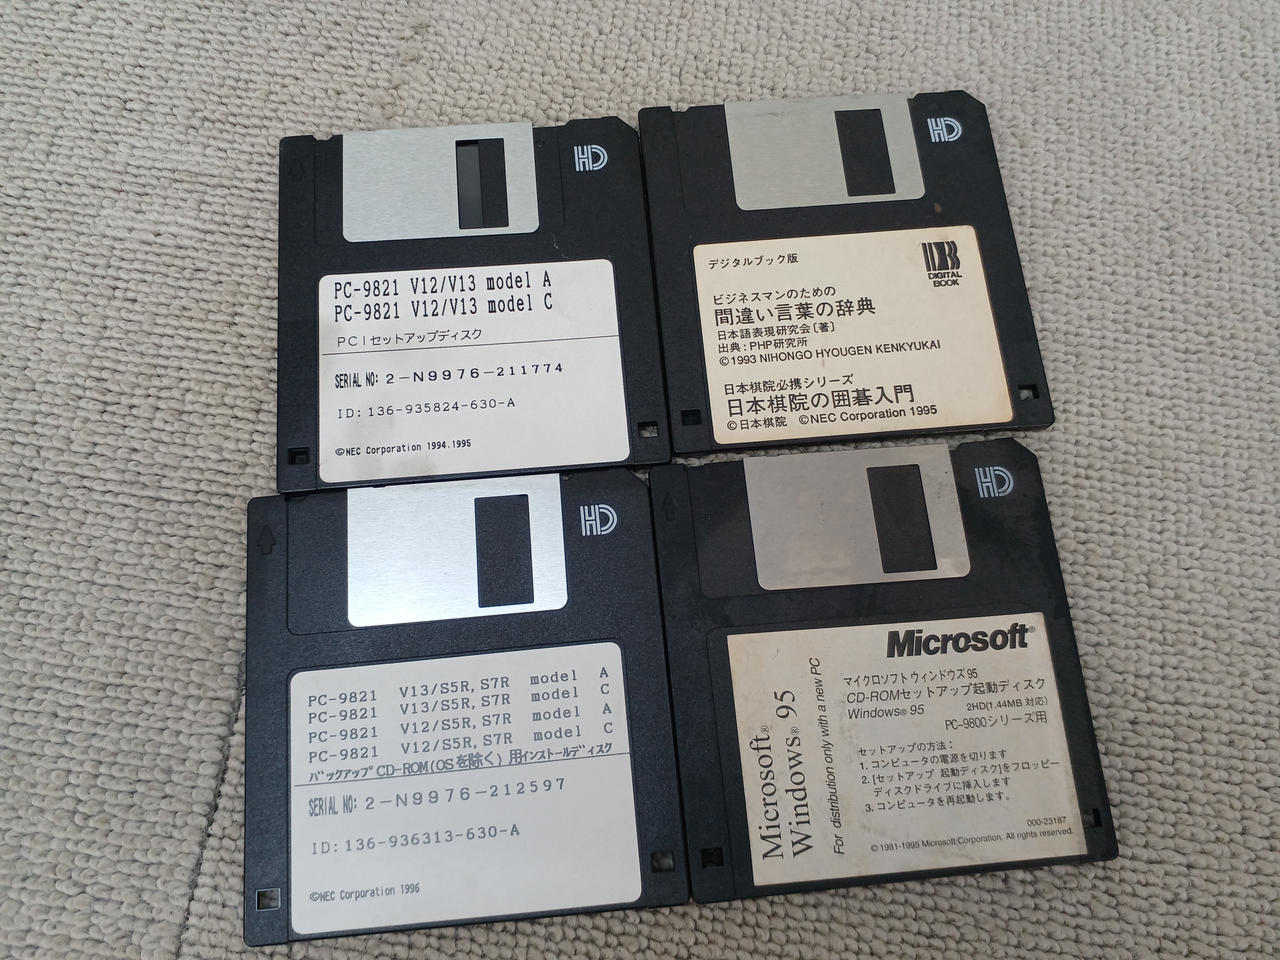 HD
PC-9821 V12/V13 model A
PC-9821 V12/V13 model C
PCIセットアップディスク
SERIAL NO: 2-N9976-211774
ID: 136-935824-630-A
©NEC Corporation 1994,1995
HD
デジタルブック版
DIGITAL
BOOK
ビジネスマンのための
間違い言葉の辞典
日本語表現研究会[著]
出典:PHP研究所
©1993 NIHONGO HYOUGEN KENKYUKAI
日本棋院必携シリーズ
日本棋院の囲碁入門
©日本棋院 ©NEC Corporation 1995
HD
PC-9821 V13/S5R, S7R model A
PC-9821 V13/S5R, S7R model C
PC-9821 V12/S5R, S7R model A
PC-9821 V12/S5R, S7R model C
バックアップCD-ROM(OSを除く)用インストールディスク
SERIAL NO: 2-N9976-212597
ID: 136-936313-630-A
©NEC Corporation 1996
HD
Microsoft®
Microsoft®
Windows® 95
For distribution only with a new PC
マイクロソフト ウィンドウズ 95
CD-ROMセットアップ起動ディスク
Windows® 95 2HD(1.44MB 対応)
PC-9800シリーズ用
セットアップの方法:
1. コンピュータの電源を切ります
2. [セットアップ 起動ディスク]をフロッピー
ディスクドライブに挿入します
3. コンピュータを再起動します。
000-23187
© 1981-1995 Microsoft Corporation. All rights reserved.